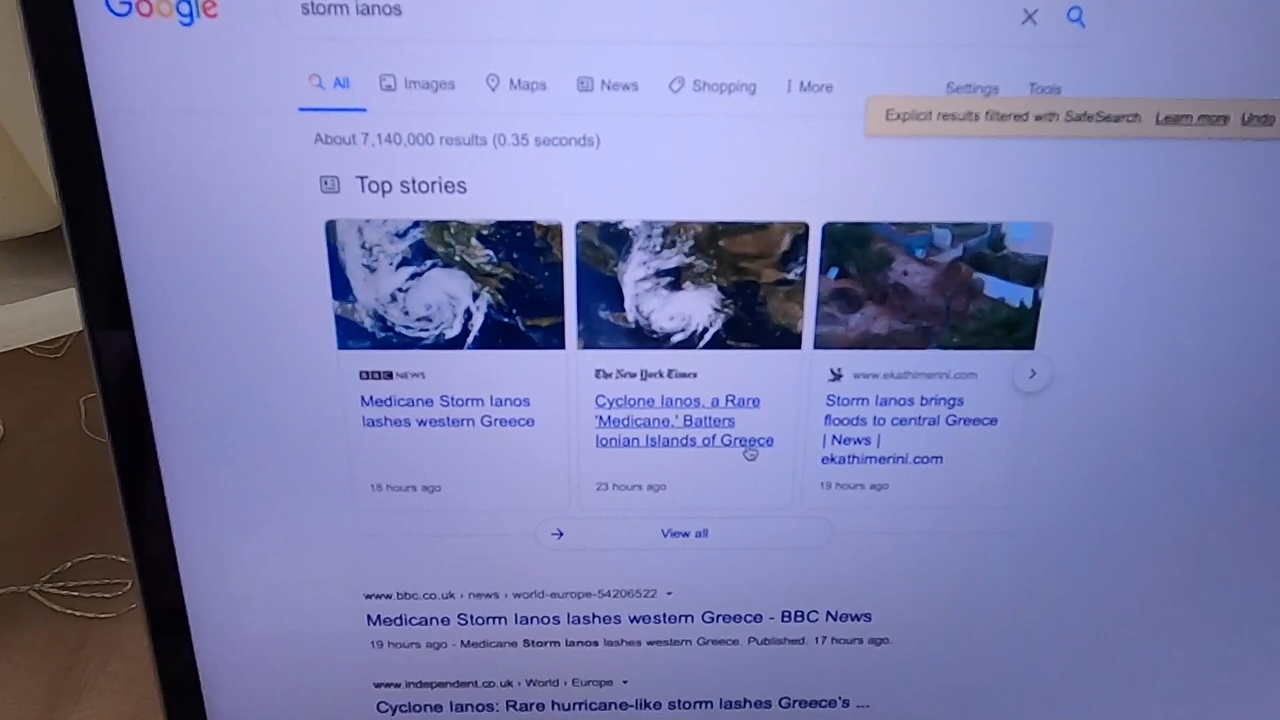 Google
storm ianos
All Images Maps News Shopping More Settings Tools
Explicit results filtered with SafeSearch Learn more Undo
About 7,140,000 results (0.35 seconds)
Top stories
BBC NEWS
Medicane Storm Ianos
lashes western Greece
18 hours ago
The New York Times
Cyclone Ianos, a Rare
'Medicane,' Batters
Ionian Islands of Greece
23 hours ago
www.ekathimerini.com
Storm Ianos brings
floods to central Greece
| News |
ekathimerini.com
19 hours ago
View all
www.bbc.co.uk › news › world-europe-54206522
Medicane Storm Ianos lashes western Greece - BBC News
19 hours ago - Medicane Storm Ianos lashes western Greece. Published. 17 hours ago.
www.independent.co.uk › World › Europe
Cyclone Ianos: Rare hurricane-like storm lashes Greece's ...